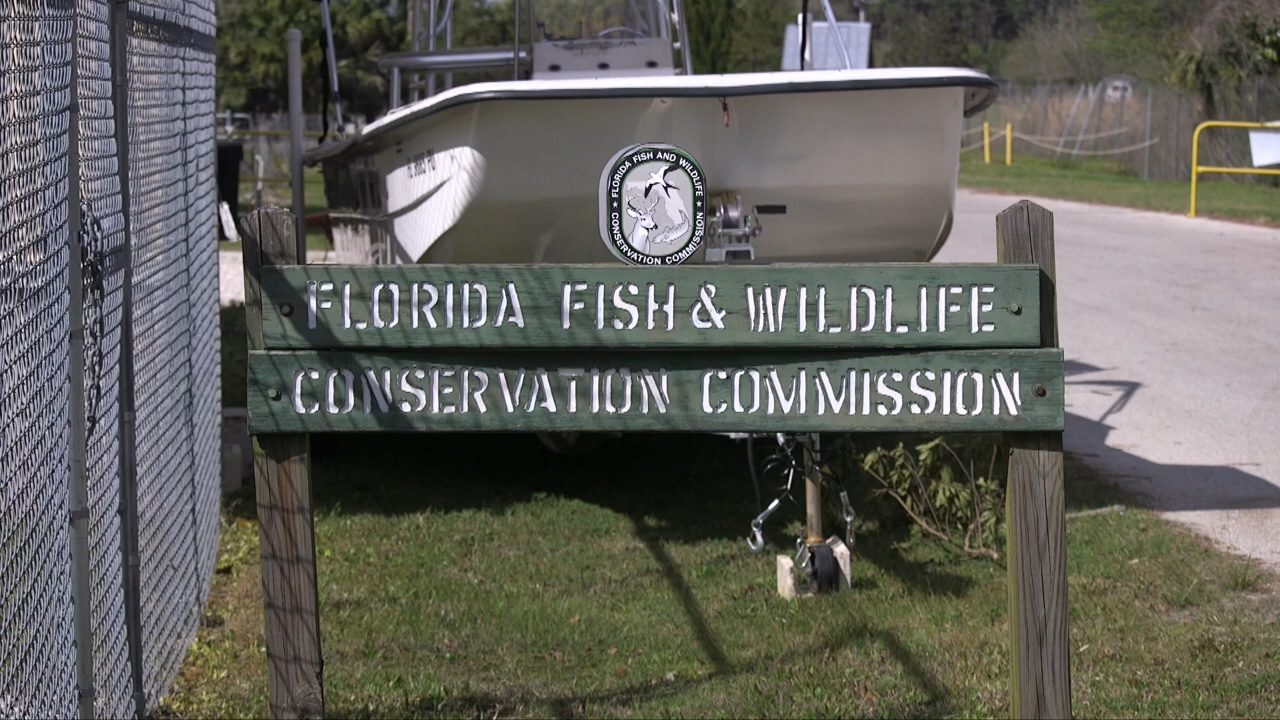 FLORIDA FISH AND WILDLIFE
CONSERVATION COMMISSION
FLORIDA FISH & WILDLIFE
CONSERVATION COMMISSION